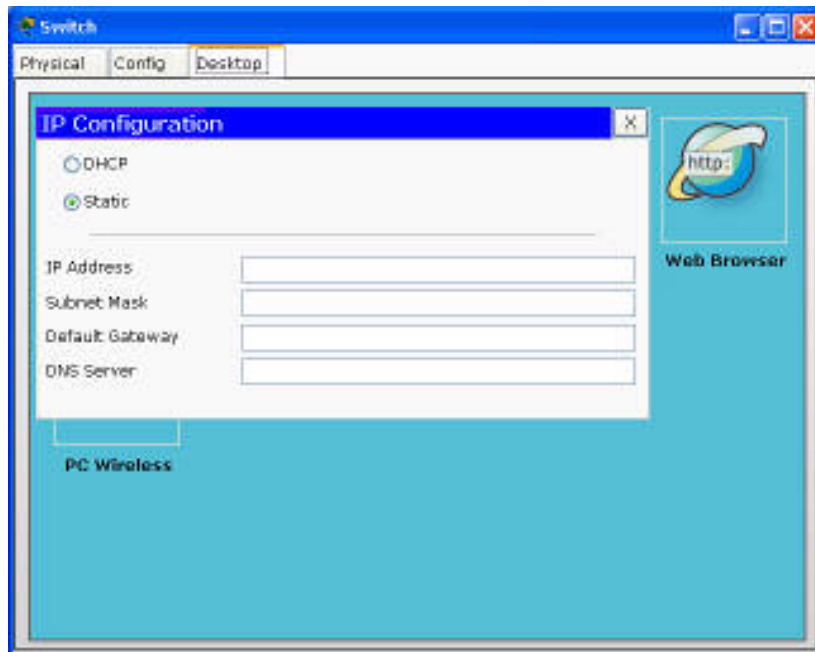 Switch
Physical Config Desktop
IP Configuration X
DHCP
http:
Static
IP Address
Web Browser
Subnet Mask
Default Gateway
DNS Server
PC Wireless